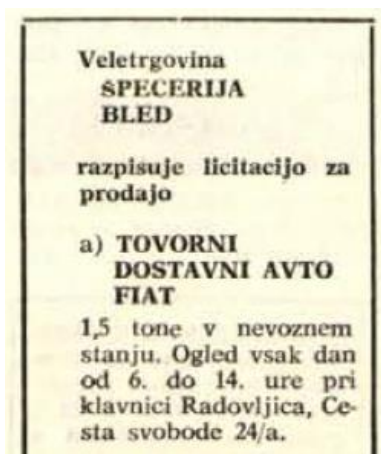 Veletrgovina
ŠPECERIJA
BLED
razpisuje licitacijo za
prodajo
a) TOVORNI
DOSTAVNI AVTO
FIAT
1,5 tone v nevoznem
stanju. Ogled vsak dan
od 6. do 14. ure pri
klavnici Radovljica, Ce-
sta svobode 24/a.